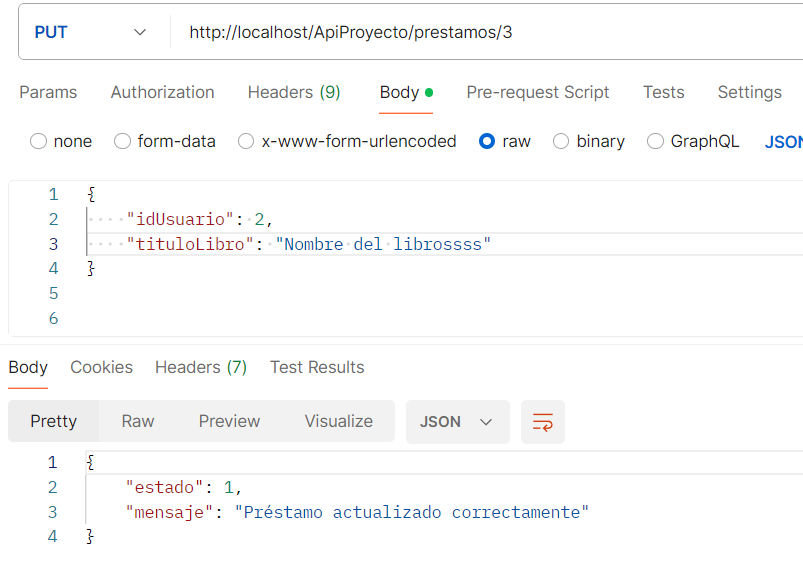 PUT http://localhost/ApiProyecto/prestamos/3
Params Authorization Headers (9) Body Pre-request Script Tests Settings
none form-data x-www-form-urlencoded raw binary GraphQL JSON
1 {
2 "idUsuario": 2,
3 "tituloLibro": "Nombre del librossss"
4 }
5
6
Body Cookies Headers (7) Test Results
Pretty Raw Preview Visualize JSON
1 {
2 "estado": 1,
3 "mensaje": "Préstamo actualizado correctamente"
4 }